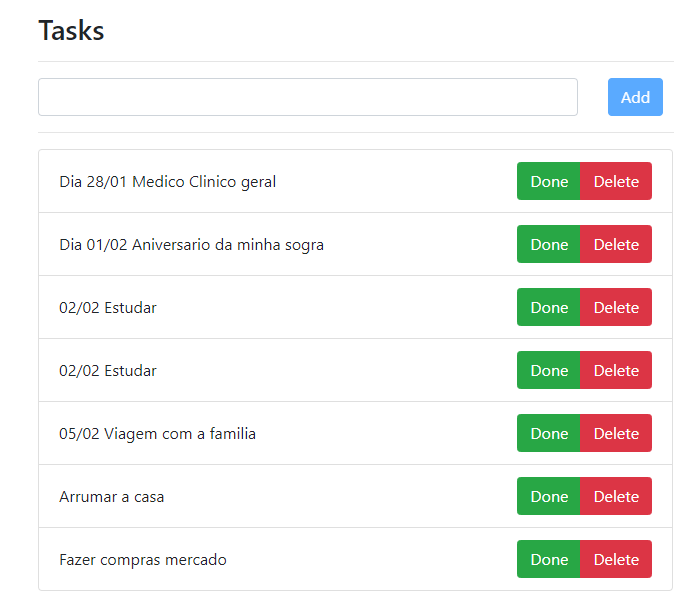 Tasks
Add
Dia 28/01 Medico Clinico geral Done Delete
Dia 01/02 Aniversario da minha sogra Done Delete
02/02 Estudar Done Delete
02/02 Estudar Done Delete
05/02 Viagem com a familia Done Delete
Arrumar a casa Done Delete
Fazer compras mercado Done Delete